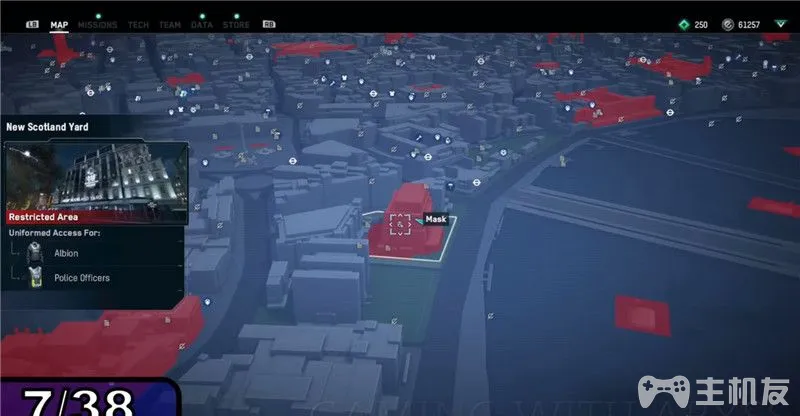 LB MAP MISSIONS TECH TEAM DATA STORE RB
250 61257
New Scotland Yard
Restricted Area
Uniformed Access For:
Albion
Police Officers
Mask
7/38
主机友